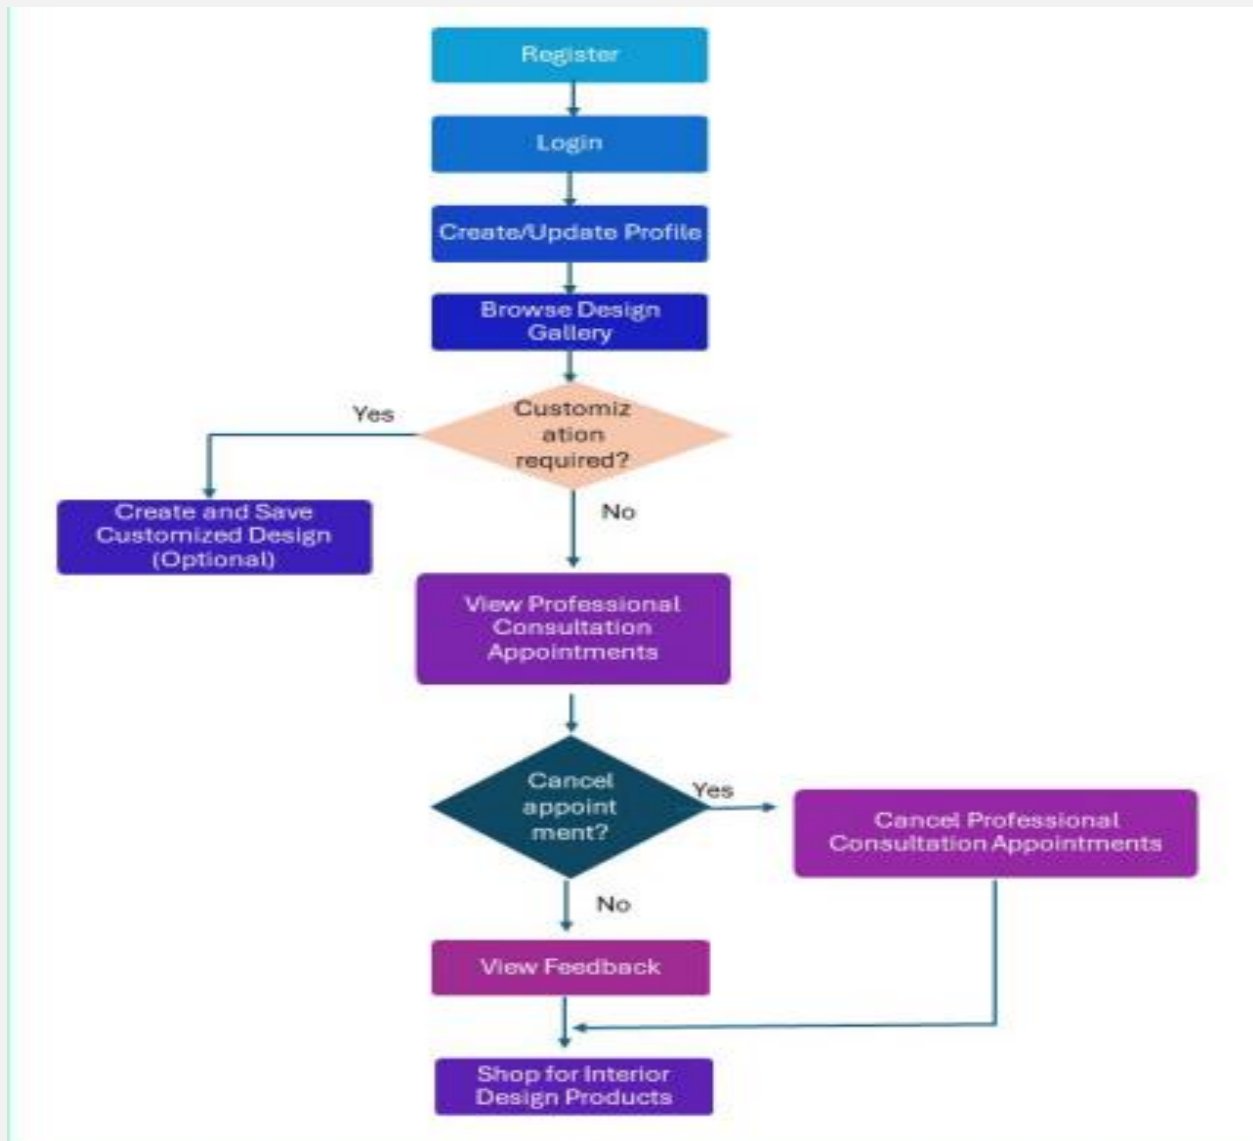 Register
Login
Create/Update Profile
Browse Design
Gallery
Customiz
ation
required?
Yes
No
Create and Save
Customized Design
(Optional)
View Professional
Consultation
Appointments
Cancel
appoint
ment?
Yes
Cancel Professional
Consultation Appointments
No
View Feedback
Shop for Interior
Design Products